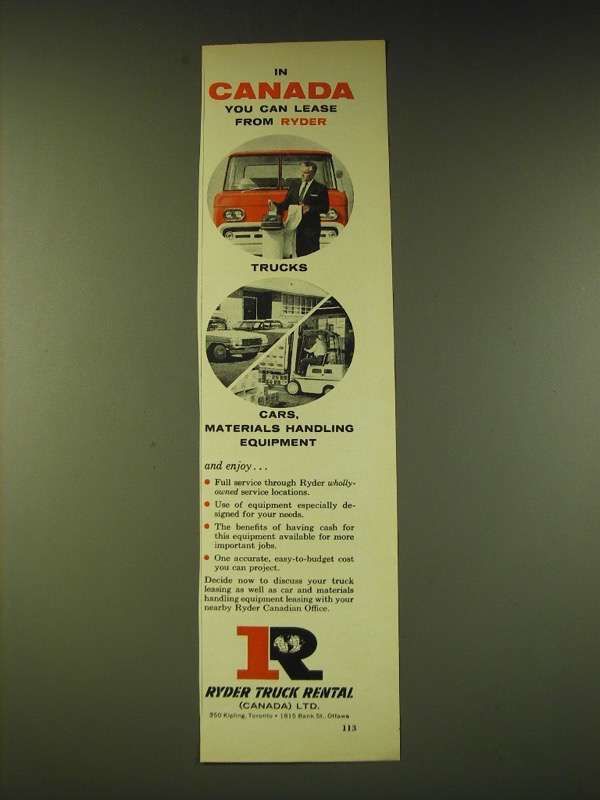 IN
CANADA
YOU CAN LEASE
FROM RYDER
TRUCKS
CARS,
MATERIALS HANDLING
EQUIPMENT
and enjoy...
• Full service through Ryder wholly-
owned service locations.
• Use of equipment especially de-
signed for your needs.
• The benefits of having cash for
this equipment available for more
important jobs.
• One accurate, easy-to-budget cost
you can project.
Decide now to discuss your truck
leasing as well as car and materials
handling equipment leasing with your
nearby Ryder Canadian Office.
R
RYDER TRUCK RENTAL
(CANADA) LTD.
350 Kipling, Toronto • 1815 Bank St., Ottawa
113